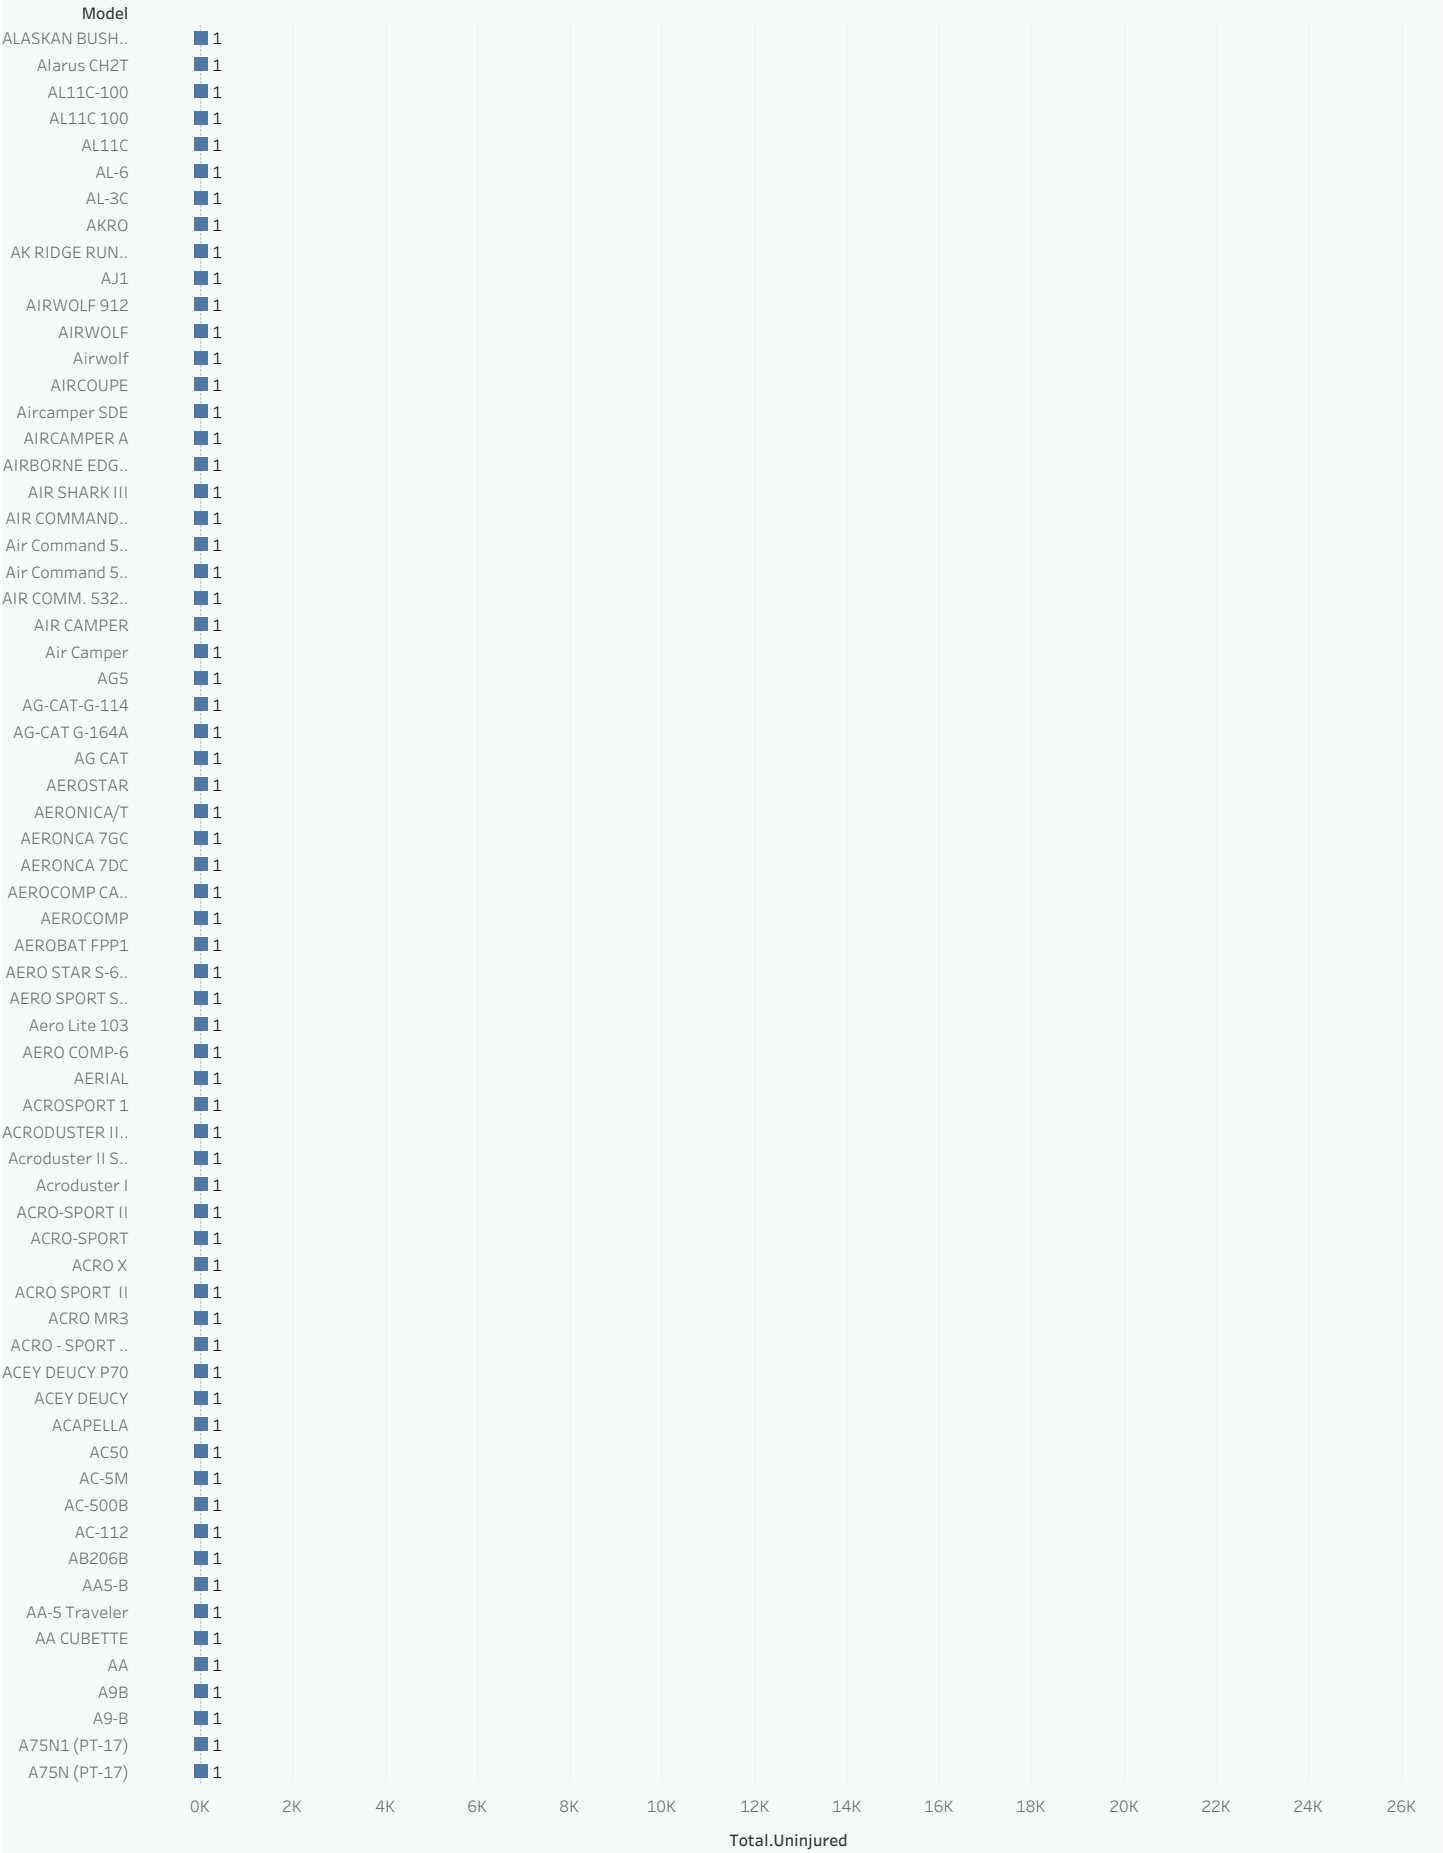 Model
ALASKAN BUSH.. 1
Alarus CH2T 1
AL11C-100 1
AL11C 100 1
AL11C 1
AL-6 1
AL-3C 1
AKRO 1
AK RIDGE RUN.. 1
AJ1 1
AIRWOLF 912 1
AIRWOLF 1
Airwolf 1
AIRCOUPE 1
Aircamper SDE 1
AIRCAMPER A 1
AIRBORNE EDG.. 1
AIR SHARK III 1
AIR COMMAND.. 1
Air Command 5.. 1
Air Command 5.. 1
AIR COMM. 532.. 1
AIR CAMPER 1
Air Camper 1
AG5 1
AG-CAT-G-114 1
AG-CAT G-164A 1
AG CAT 1
AEROSTAR 1
AERONICA/T 1
AERONCA 7GC 1
AERONCA 7DC 1
AEROCOMP CA.. 1
AEROCOMP 1
AEROBAT FPP1 1
AERO STAR S-6.. 1
AERO SPORT S.. 1
Aero Lite 103 1
AERO COMP-6 1
AERIAL 1
ACROSPORT 1 1
ACRODUSTER II.. 1
Acroduster II S.. 1
Acroduster I 1
ACRO-SPORT II 1
ACRO-SPORT 1
ACRO X 1
ACRO SPORT  II 1
ACRO MR3 1
ACRO - SPORT .. 1
ACEY DEUCY P70 1
ACEY DEUCY 1
ACAPELLA 1
AC50 1
AC-5M 1
AC-500B 1
AC-112 1
AB206B 1
AA5-B 1
AA-5 Traveler 1
AA CUBETTE 1
AA 1
A9B 1
A9-B 1
A75N1 (PT-17) 1
A75N (PT-17) 1
0K 2K 4K 6K 8K 10K 12K 14K 16K 18K 20K 22K 24K 26K
Total.Uninjured